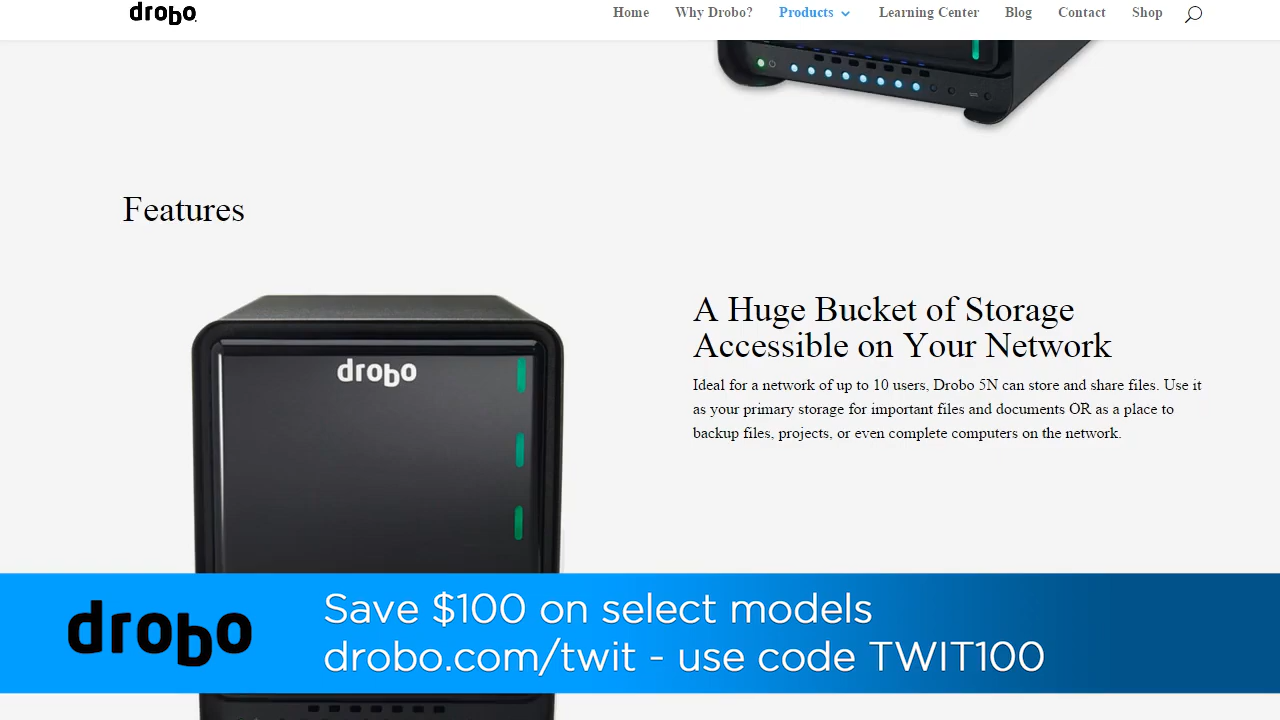 drobo
Home Why Drobo? Products Learning Center Blog Contact Shop
Features
drobo
A Huge Bucket of Storage
Accessible on Your Network
Ideal for a network of up to 10 users, Drobo 5N can store and share files. Use it
as your primary storage for important files and documents OR as a place to
backup files, projects, or even complete computers on the network.
drobo
Save $100 on select models
drobo.com/twit - use code TWIT100